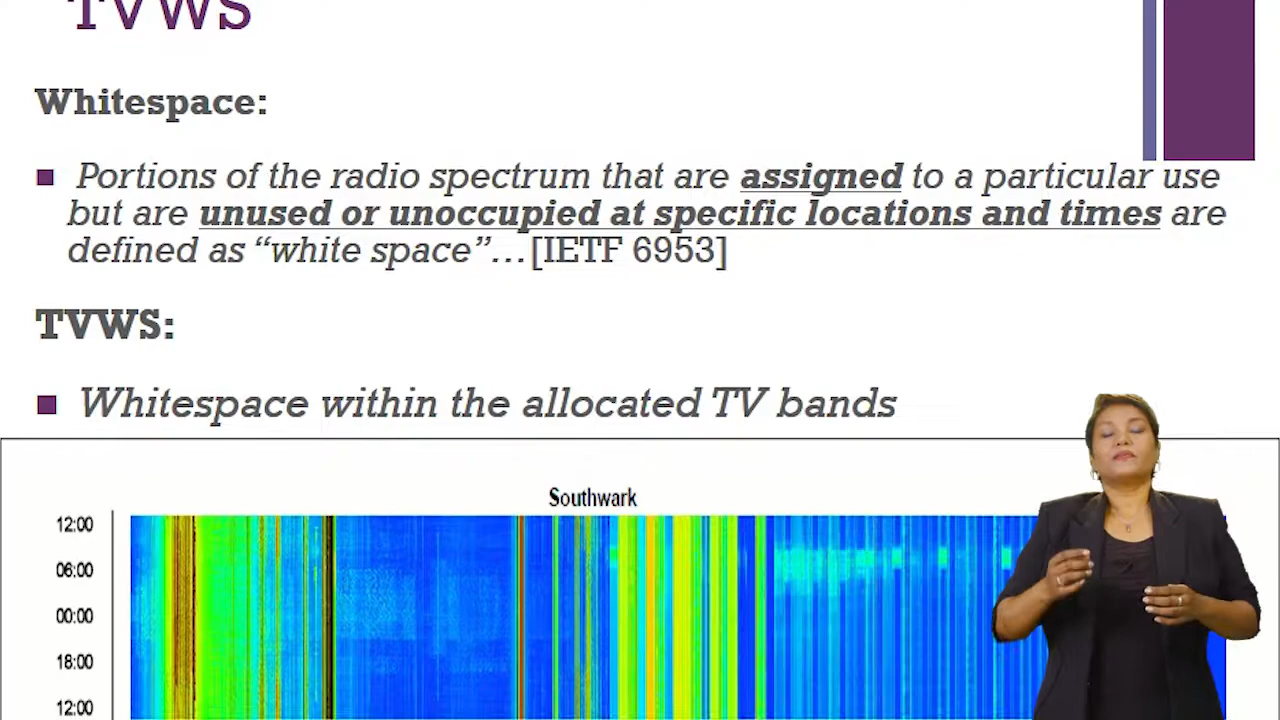 TVWS
Whitespace:
Portions of the radio spectrum that are assigned to a particular use
but are unused or unoccupied at specific locations and times are
defined as “white space”…[IETF 6953]
TVWS:
Whitespace within the allocated TV bands
Southwark
12:00
06:00
00:00
18:00
12:00